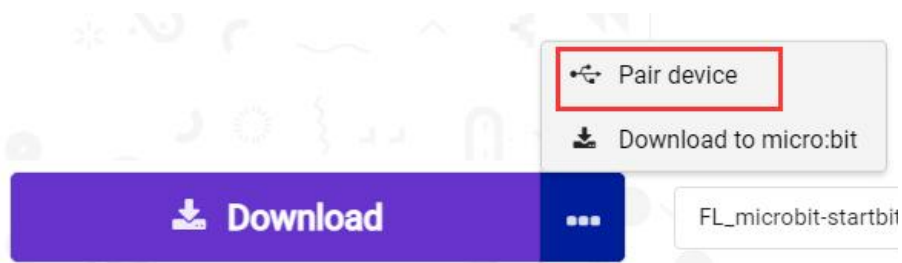 Pair device
Download to micro:bit
Download
FL_microbit-startbit